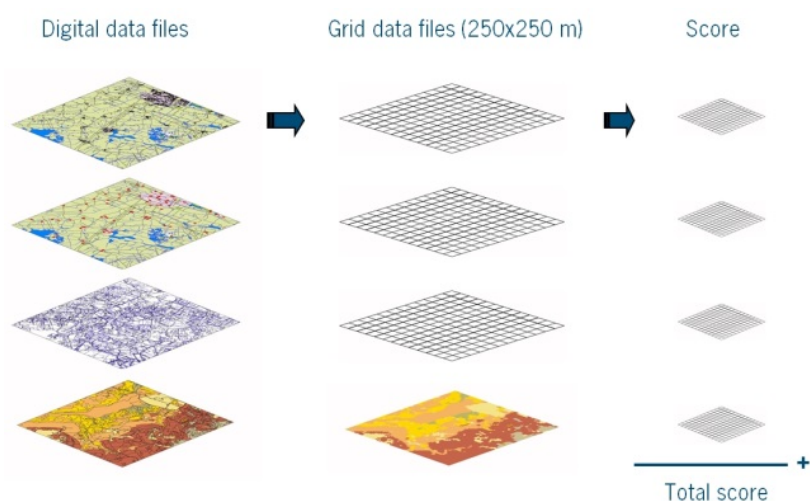 Digital data files
Grid data files (250x250 m)
Score
+
Total score